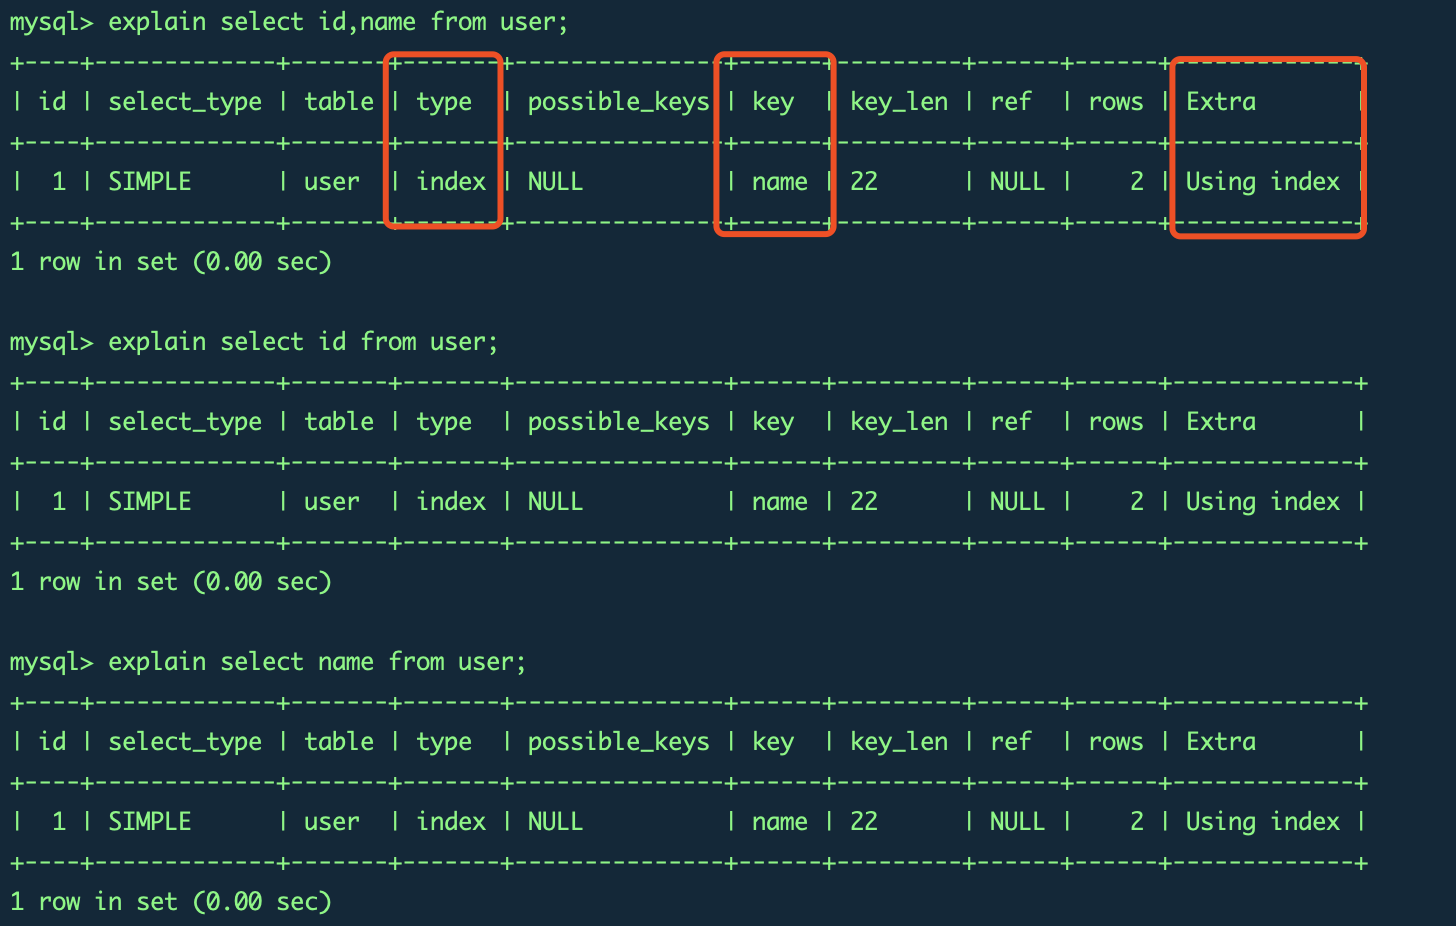 mysql> explain select id,name from user;
+----+-------------+-------+-------+---------------+------+---------+------+------+-------------+
| id | select_type | table | type  | possible_keys | key  | key_len | ref  | rows | Extra       |
+----+-------------+-------+-------+---------------+------+---------+------+------+-------------+
|  1 | SIMPLE      | user  | index | NULL          | name | 22      | NULL |    2 | Using index |
+----+-------------+-------+-------+---------------+------+---------+------+------+-------------+
1 row in set (0.00 sec)
mysql> explain select id from user;
+----+-------------+-------+-------+---------------+------+---------+------+------+-------------+
| id | select_type | table | type  | possible_keys | key  | key_len | ref  | rows | Extra       |
+----+-------------+-------+-------+---------------+------+---------+------+------+-------------+
|  1 | SIMPLE      | user  | index | NULL          | name | 22      | NULL |    2 | Using index |
+----+-------------+-------+-------+---------------+------+---------+------+------+-------------+
1 row in set (0.00 sec)
mysql> explain select name from user;
+----+-------------+-------+-------+---------------+------+---------+------+------+-------------+
| id | select_type | table | type  | possible_keys | key  | key_len | ref  | rows | Extra       |
+----+-------------+-------+-------+---------------+------+---------+------+------+-------------+
|  1 | SIMPLE      | user  | index | NULL          | name | 22      | NULL |    2 | Using index |
+----+-------------+-------+-------+---------------+------+---------+------+------+-------------+
1 row in set (0.00 sec)